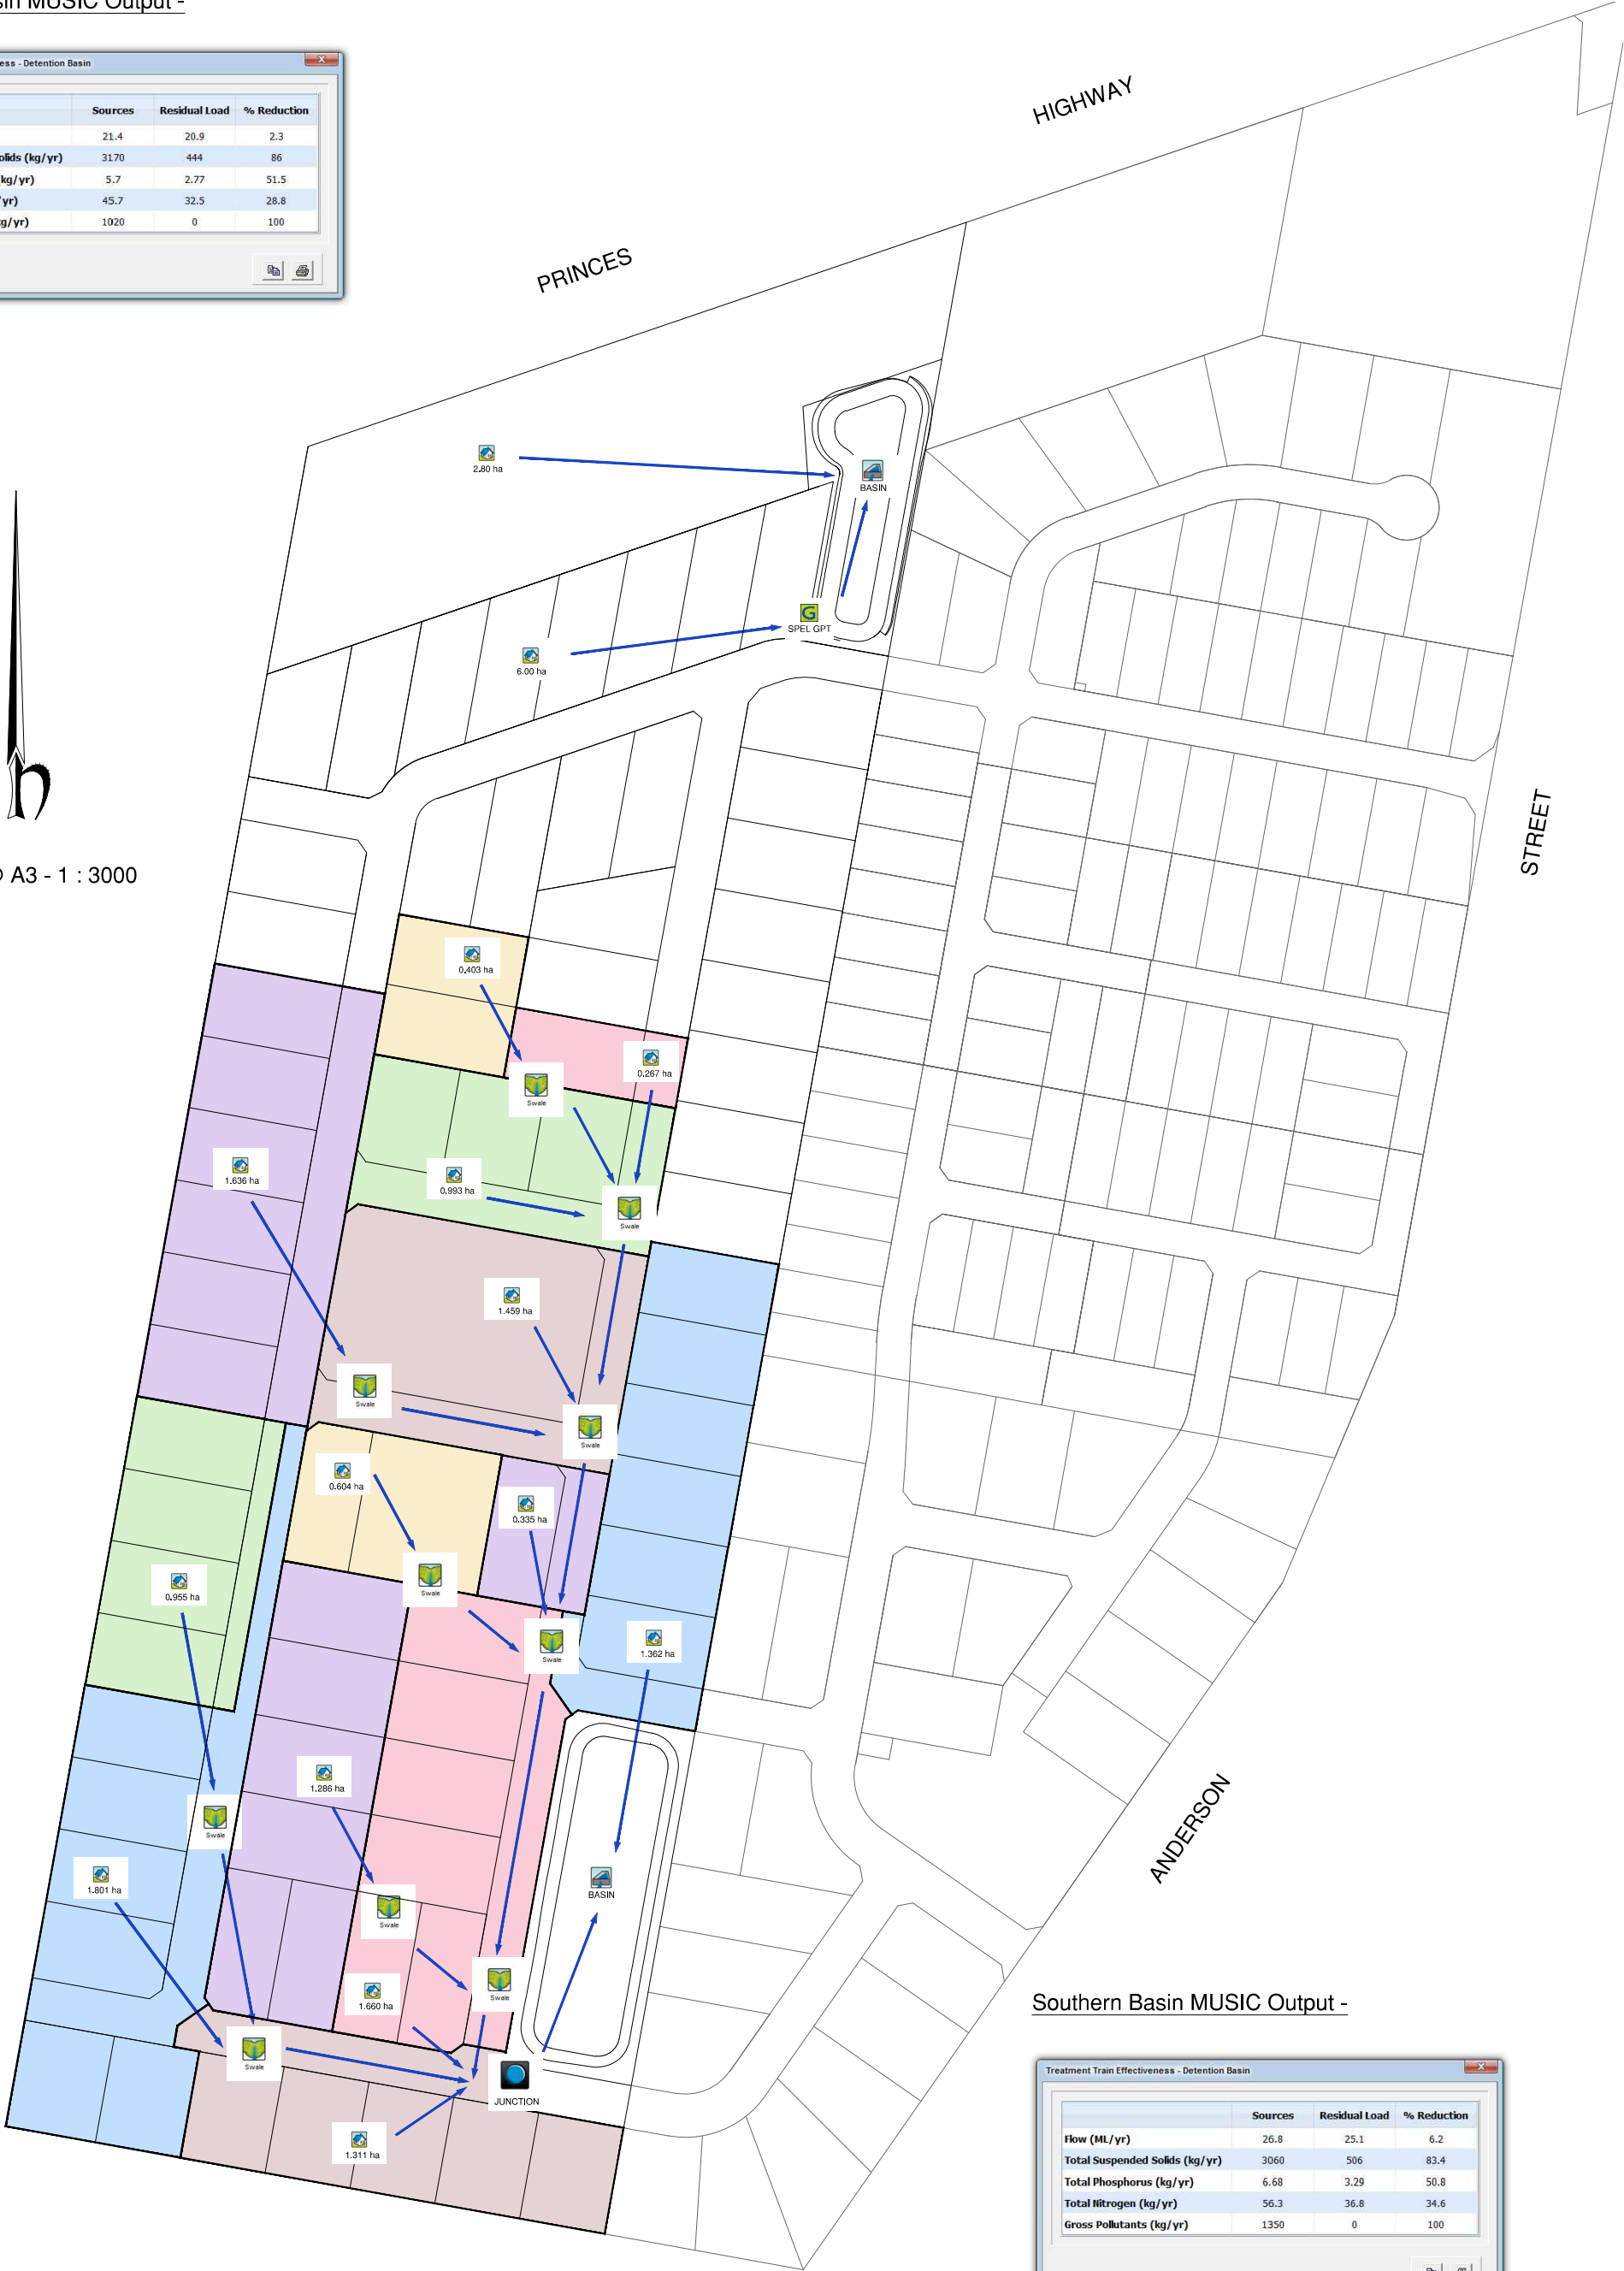 sin MUSIC Output -
ess - Detention Basin
Sources Residual Load % Reduction
21.4 20.9 2.3
olids (kg/yr) 3170 444 86
kg/yr) 5.7 2.77 51.5
/yr) 45.7 32.5 28.8
g/yr) 1020 0 100
HIGHWAY
PRINCES
2.80 ha
BASIN
G
SPEL GPT
6.00 ha
n
A3 - 1 : 3000
STREET
0.403 ha
0.267 ha
Swale
1.636 ha
0.993 ha
Swale
1.459 ha
Swale
Swale
0.604 ha
0.335 ha
Swale
0.955 ha
Swale
1.362 ha
1.286 ha
Swale
ANDERSON
1.801 ha
BASIN
Swale
1.660 ha
Swale
Swale
JUNCTION
1.311 ha
Southern Basin MUSIC Output -
Treatment Train Effectiveness - Detention Basin
Sources Residual Load % Reduction
Flow (ML/yr) 26.8 25.1 6.2
Total Suspended Solids (kg/yr) 3060 506 83.4
Total Phosphorus (kg/yr) 6.68 3.29 50.8
Total Nitrogen (kg/yr) 56.3 36.8 34.6
Gross Pollutants (kg/yr) 1350 0 100